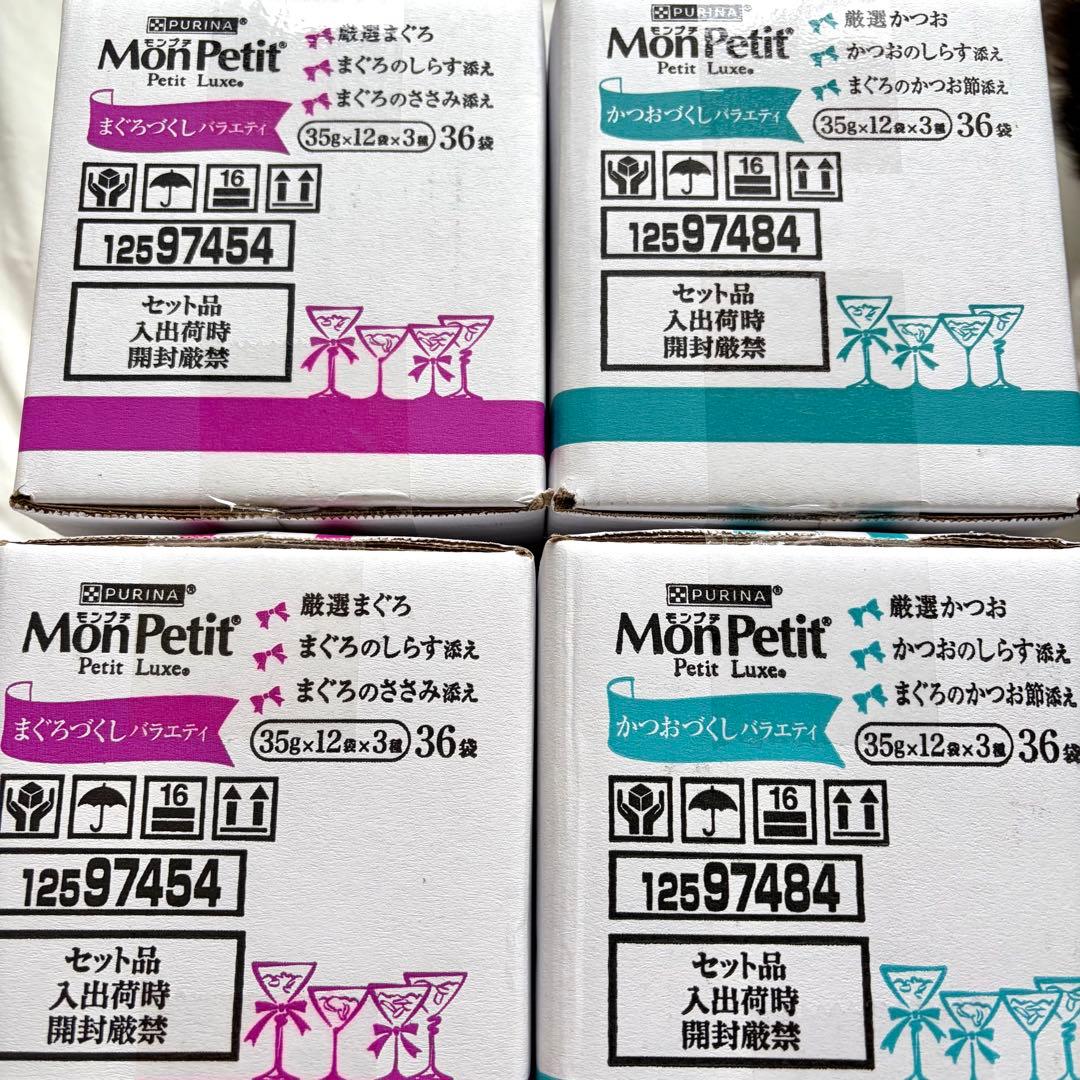 PURINA®
モンプチ
MonPetit®
Petit Luxe®
まぐろづくし バラエティ
厳選まぐろ
まぐろのしらす添え
まぐろのささみ添え
35g×12袋×3種 36袋
16
12597454
セット品
入出荷時
開封厳禁
PURINA®
モンプチ
MonPetit®
Petit Luxe®
かつおづくし バラエティ
厳選かつお
かつおのしらす添え
まぐろのかつお節添え
35g×12袋×3種 36袋
16
12597484
セット品
入出荷時
開封厳禁
PURINA®
モンプチ
MonPetit®
Petit Luxe®
まぐろづくし バラエティ
厳選まぐろ
まぐろのしらす添え
まぐろのささみ添え
35g×12袋×3種 36袋
16
12597454
セット品
入出荷時
開封厳禁
PURINA®
モンプチ
MonPetit®
Petit Luxe®
かつおづくし バラエティ
厳選かつお
かつおのしらす添え
まぐろのかつお節添え
35g×12袋×3種 36袋
16
12597484
セット品
入出荷時
開封厳禁